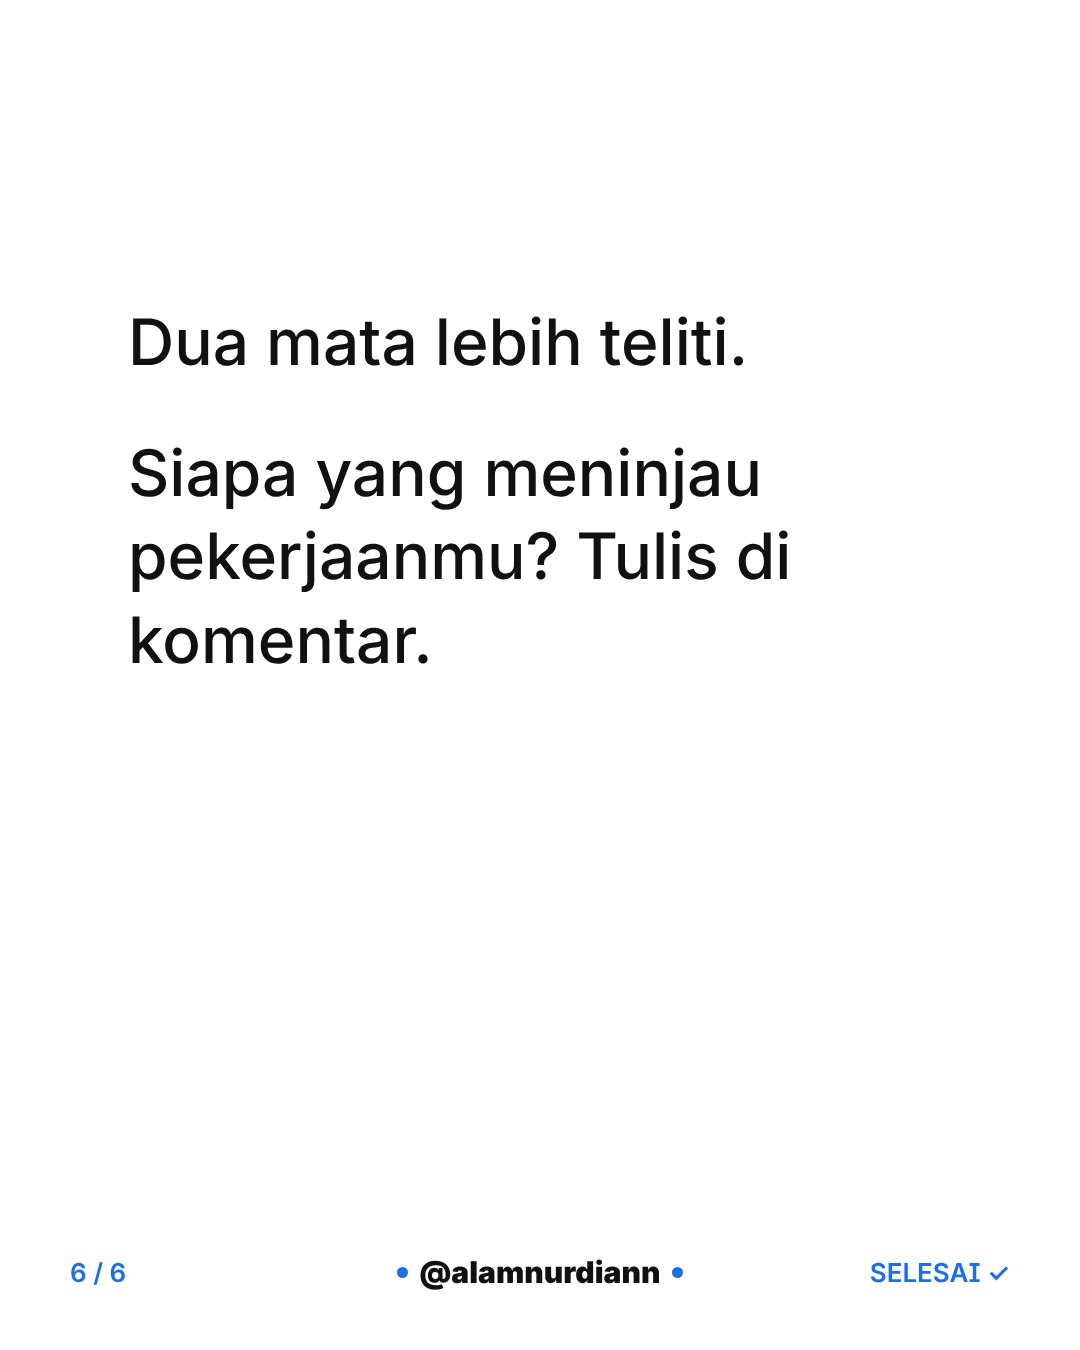 Dua mata lebih teliti.
Siapa yang meninjau
pekerjaanmu? Tulis di
komentar.
6 / 6
• @alamnurdiann •
SELESAI ✓